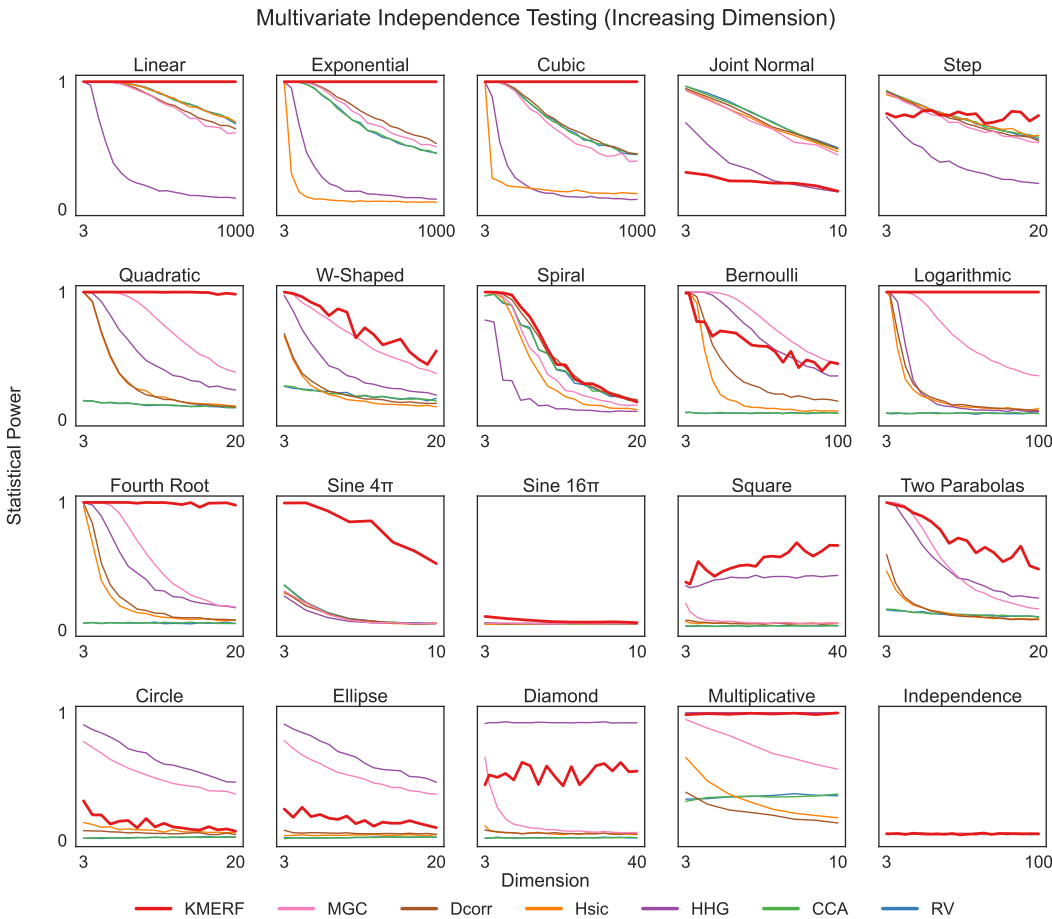 Multivariate Independence Testing (Increasing Dimension)
Linear Exponential Cubic Joint Normal Step
1
0
3 1000 3 1000 3 1000 3 10 3 20
Quadratic W-Shaped Spiral Bernoulli Logarithmic
1
0
3 20 3 20 3 20 3 100 3 100
Statistical Power
Fourth Root Sine 4π Sine 16π Square Two Parabolas
1
0
3 20 3 10 3 10 3 40 3 20
Circle Ellipse Diamond Multiplicative Independence
1
0
3 20 3 20 3 40 3 10 3 100
Dimension
KMERF MGC Dcorr Hsic HHG CCA RV